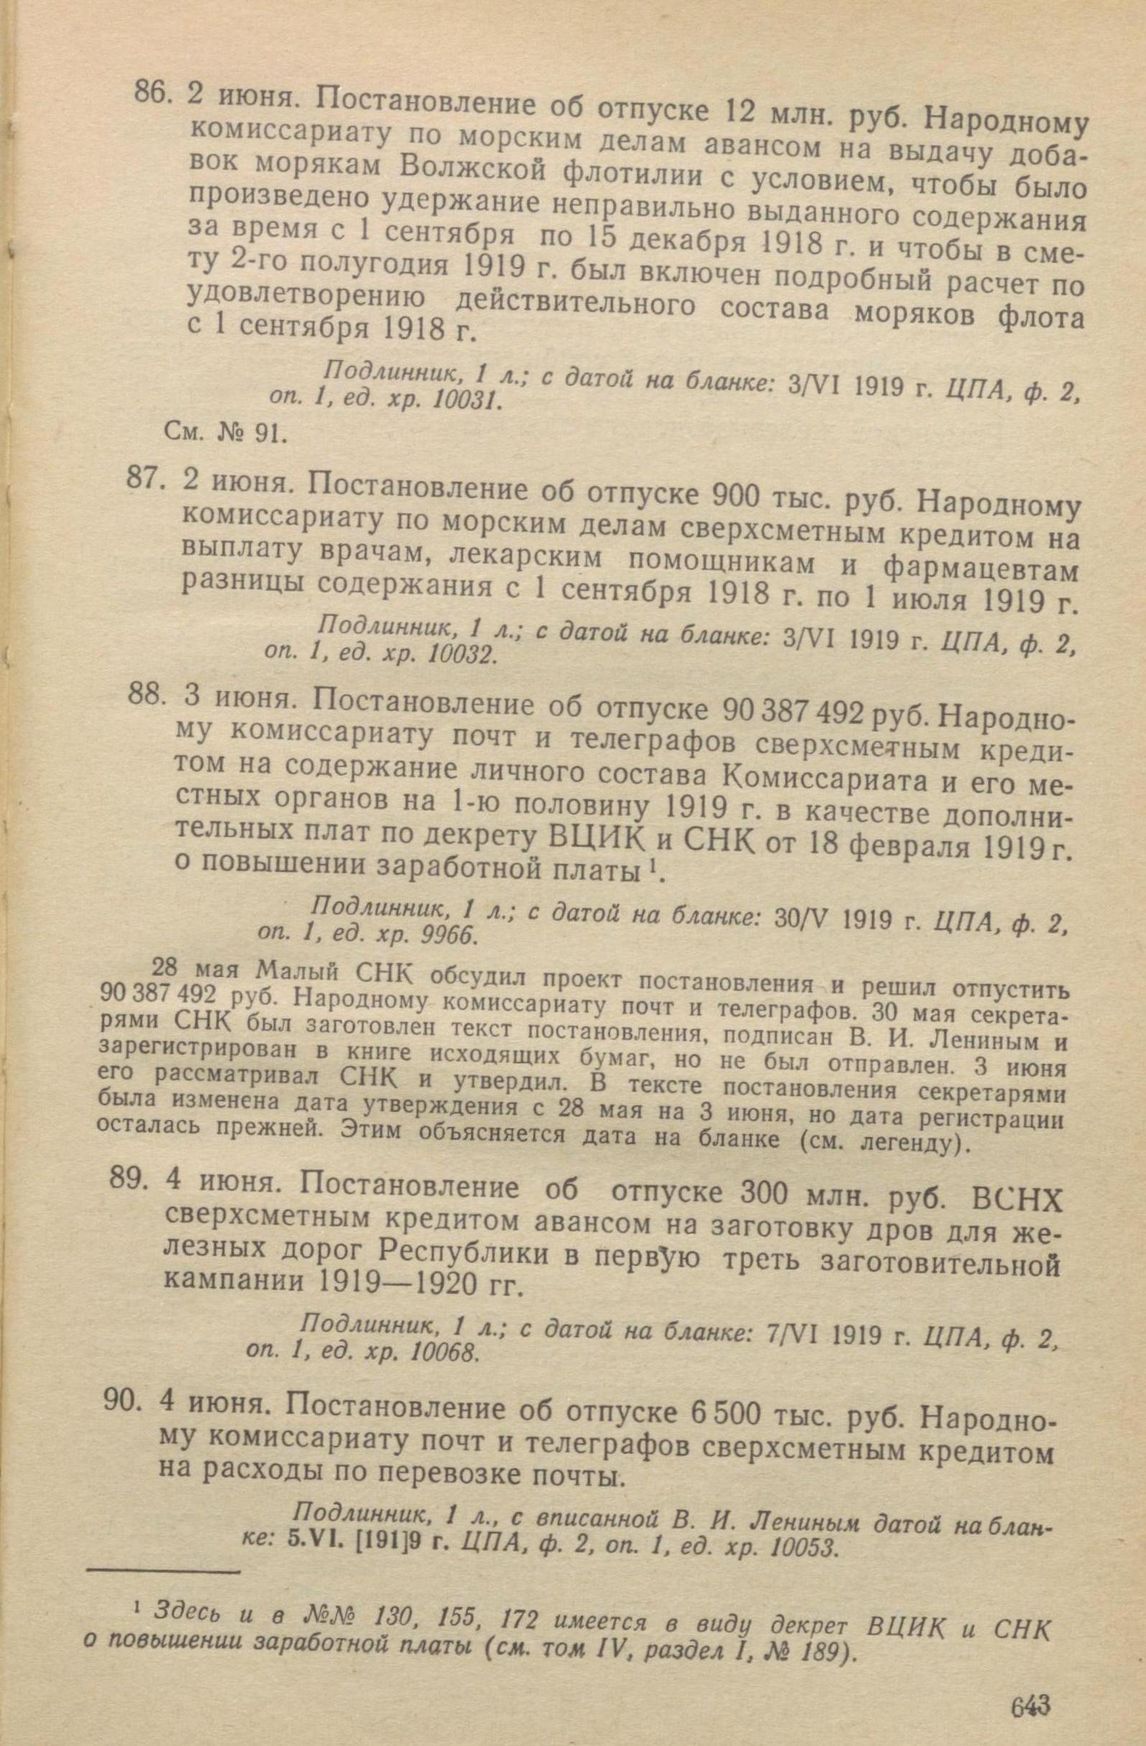 86. 2 июня. Постановление об отпуске 12 млн. руб. Народному
комиссариату по морским делам авансом на выдачу доба-
вок морякам Волжской флотилии с условием, чтобы было
произведено удержание неправильно выданного содержания
за время с 1 сентября по 15 декабря 1918 г. и чтобы в сме-
ту 2-го полугодия 1919 г. был включен подробный расчет по
удовлетворению действительного состава моряков флота
с 1 сентября 1918 г.
Подлинник, 1 л.; с датой на бланке: 3/VI 1919 г. ЦПА, ф. 2,
оп. 1, ед. хр. 10031.
См. № 91.
87. 2 июня. Постановление об отпуске 900 тыс. руб. Народному
комиссариату по морским делам сверхсметным кредитом на
выплату врачам, лекарским помощникам и фармацевтам
разницы содержания с 1 сентября 1918 г. по 1 июля 1919 г.
Подлинник, 1 л.; с датой на бланке: 3/VI 1919 г. ЦПА, ф. 2,
оп. 1, ед. хр. 10032.
88. 3 июня. Постановление об отпуске 90 387 492 руб. Народно-
му комиссариату почт и телеграфов сверхсметным креди-
том на содержание личного состава Комиссариата и его ме-
стных органов на 1-ю половину 1919 г. в качестве дополни-
тельных плат по декрету ВЦИК и СНК от 18 февраля 1919 г.
о повышении заработной платы ¹.
Подлинник, 1 л.; с датой на бланке: 30/V 1919 г. ЦПА, ф. 2,
оп. 1, ед. хр. 9966.
28 мая Малый СНК обсудил проект постановления и решил отпустить
90 387 492 руб. Народному комиссариату почт и телеграфов. 30 мая секрета-
рями СНК был заготовлен текст постановления, подписан В. И. Лениным и
зарегистрирован в книге исходящих бумаг, но не был отправлен. 3 июня
его рассматривал СНК и утвердил. В тексте постановления секретарями
была изменена дата утверждения с 28 мая на 3 июня, но дата регистрации
осталась прежней. Этим объясняется дата на бланке (см. легенду).
89. 4 июня. Постановление об отпуске 300 млн. руб. ВСНХ
сверхсметным кредитом авансом на заготовку дров для же-
лезных дорог Республики в первую треть заготовительной
кампании 1919—1920 гг.
Подлинник, 1 л.; с датой на бланке: 7/VI 1919 г. ЦПА, ф. 2,
оп. 1, ед. хр. 10068.
90. 4 июня. Постановление об отпуске 6 500 тыс. руб. Народно-
му комиссариату почт и телеграфов сверхсметным кредитом
на расходы по перевозке почты.
Подлинник, 1 л., с вписанной В. И. Лениным датой на блан-
ке: 5.VI. [191]9 г. ЦПА, ф. 2, оп. 1, ед. хр. 10053.
¹ Здесь и в №№ 130, 155, 172 имеется в виду декрет ВЦИК и СНК
о повышении заработной платы (см. том IV, раздел I, № 189).
643